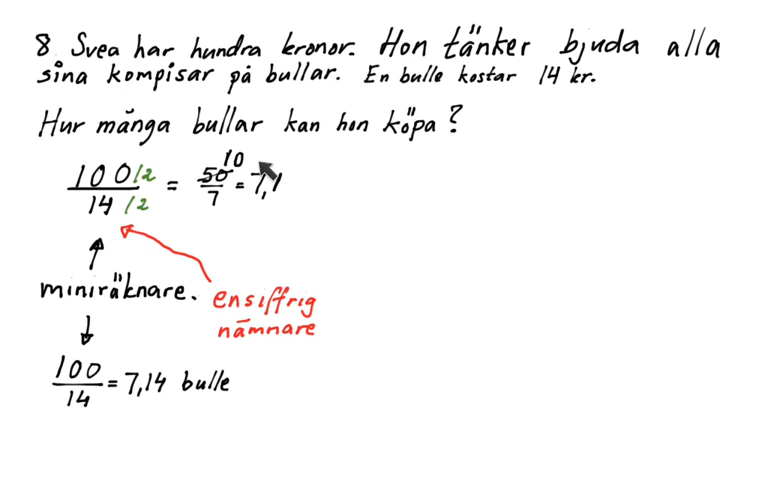 8 Svea har hundra kronor. Hon tänker bjuda alla
sina kompisar på bullar. En bulle kostar 14 kr.
Hur många bullar kan hon köpa?
100/2 / 14/2 = 50 10 / 7 = 7,1
miniräknare.
ensiffrig
nämnare
100/14 = 7,14 bulle